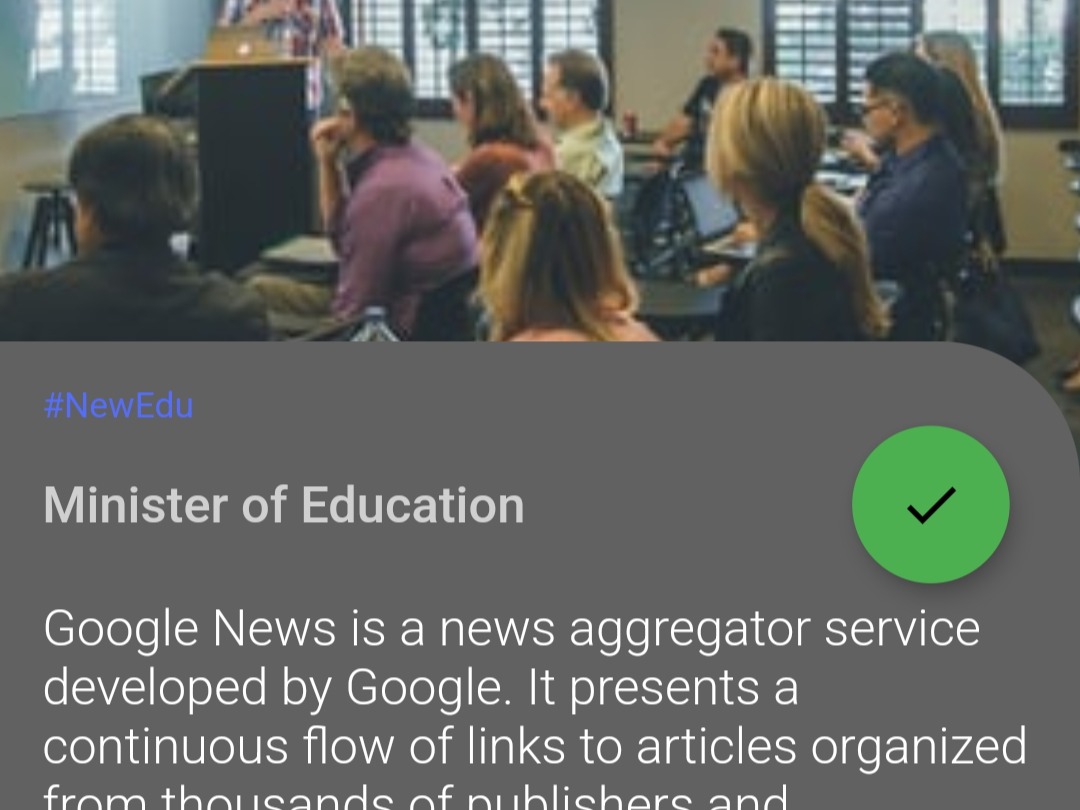 #NewEdu
Minister of Education
Google News is a news aggregator service
developed by Google. It presents a
continuous flow of links to articles organized
from thousands of publishers and